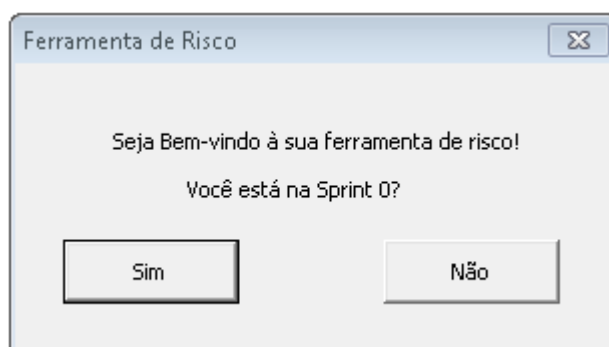 Ferramenta de Risco
Seja Bem-vindo à sua ferramenta de risco!
Você está na Sprint 0?
Sim
Não